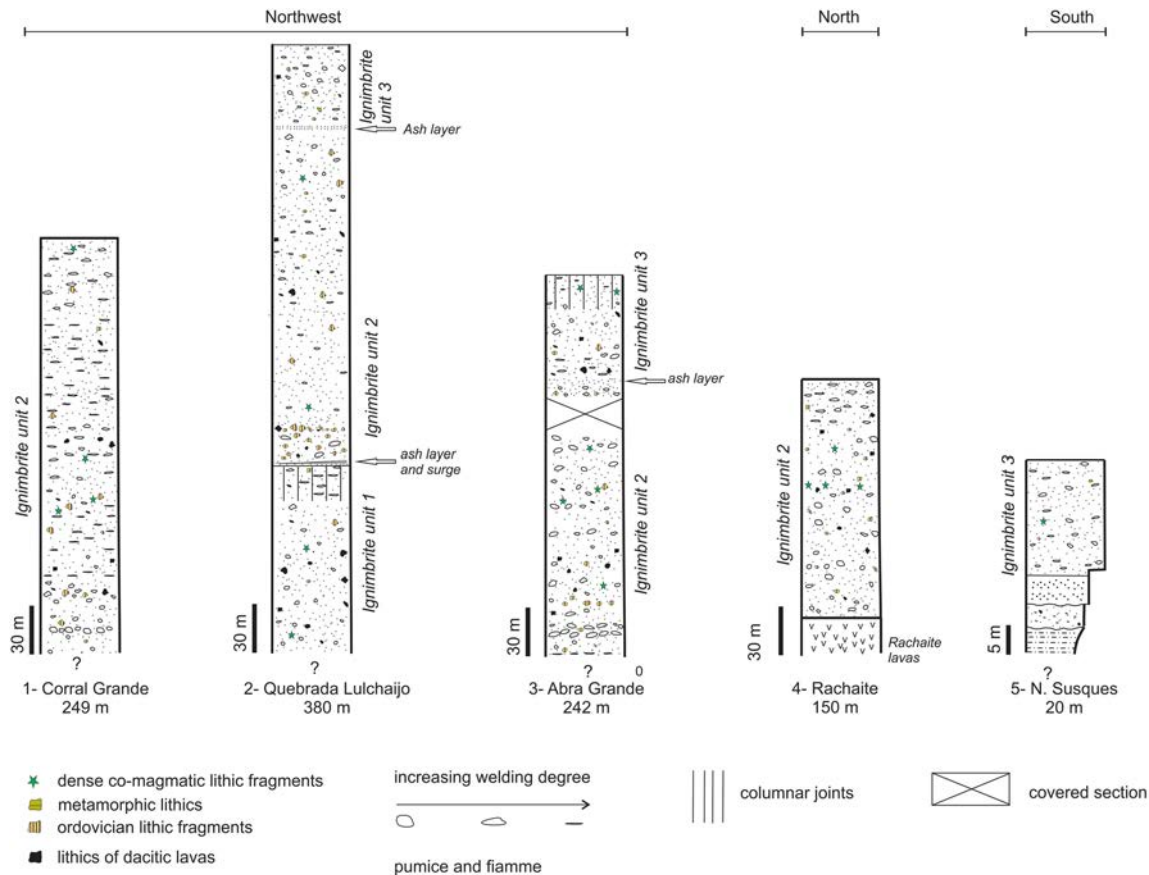 Northwest
North
South
Ignimbrite unit 2
30 m
?
1- Corral Grande
249 m
Ignimbrite unit 3
Ash layer
Ignimbrite unit 2
ash layer
and surge
Ignimbrite unit 1
30 m
?
2- Quebrada Lulchaijo
380 m
Ignimbrite unit 3
ash layer
Ignimbrite unit 2
30 m
?
0
3- Abra Grande
242 m
Ignimbrite unit 2
30 m
Rachaite
lavas
4- Rachaite
150 m
Ignimbrite unit 3
5 m
?
5- N. Susques
20 m
dense co-magmatic lithic fragments
metamorphic lithics
ordovician lithic fragments
lithics of dacitic lavas
increasing welding degree
pumice and fiamme
columnar joints
covered section